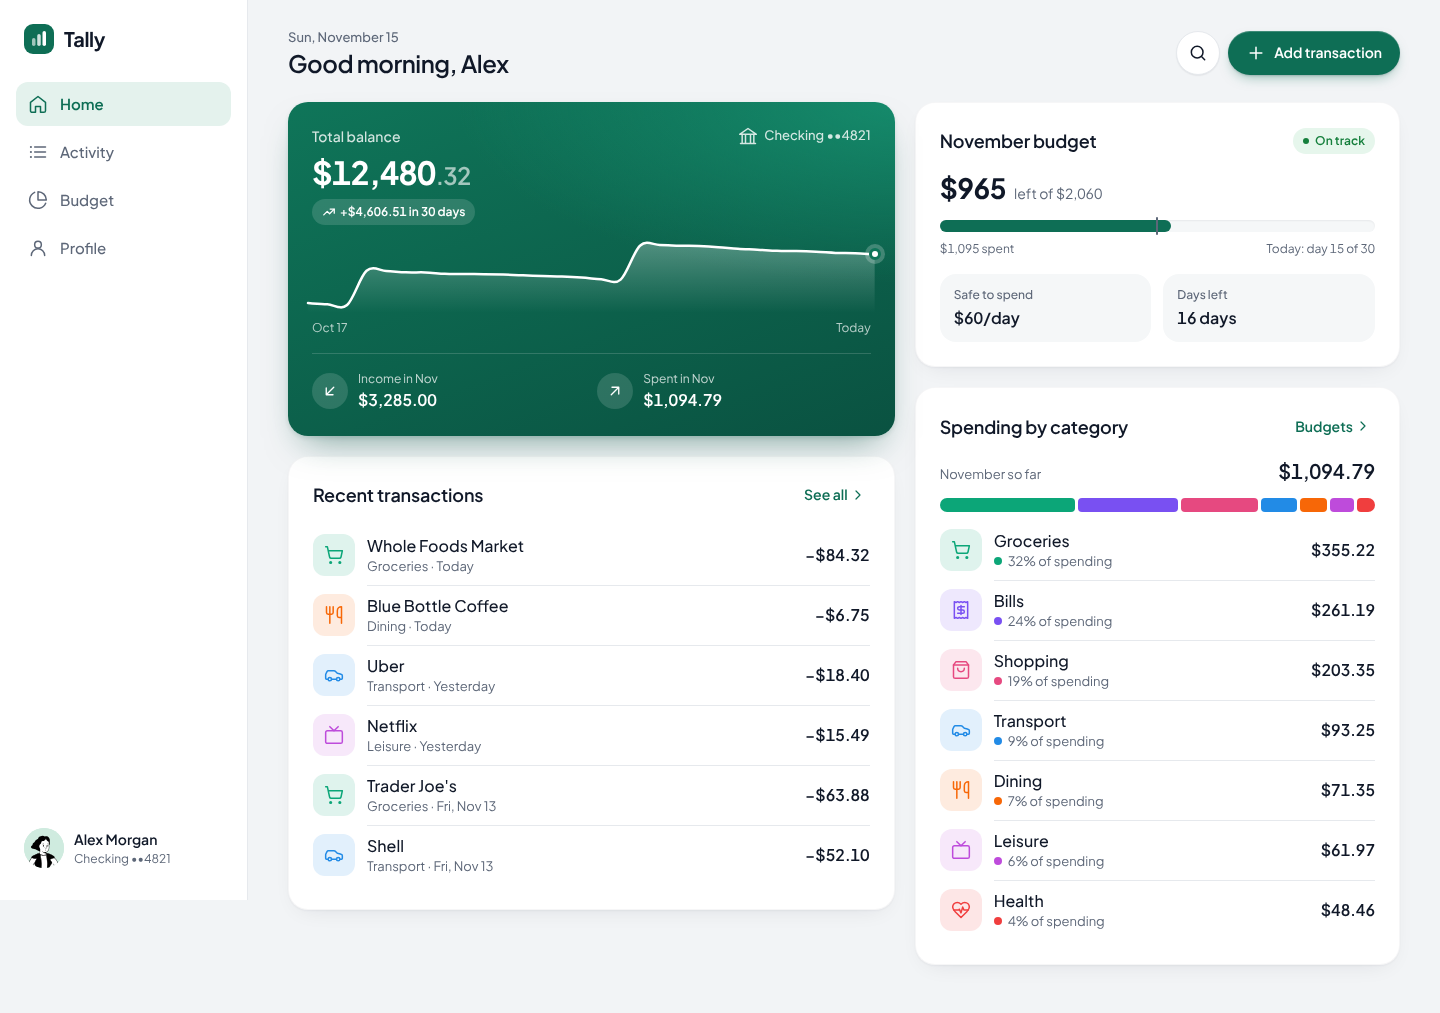 Tally
Home
Activity
Budget
Profile
Alex Morgan
Checking ••4821
Sun, November 15
Good morning, Alex
Add transaction
Total balance
Checking ••4821
$12,480.32
+$4,606.51 in 30 days
Oct 17
Today
Income in Nov
$3,285.00
Spent in Nov
$1,094.79
Recent transactions
See all
Whole Foods Market
Groceries · Today
−$84.32
Blue Bottle Coffee
Dining · Today
−$6.75
Uber
Transport · Yesterday
−$18.40
Netflix
Leisure · Yesterday
−$15.49
Trader Joe's
Groceries · Fri, Nov 13
−$63.88
Shell
Transport · Fri, Nov 13
−$52.10
November budget
On track
$965 left of $2,060
$1,095 spent
Today: day 15 of 30
Safe to spend
$60/day
Days left
16 days
Spending by category
Budgets
November so far
$1,094.79
Groceries
32% of spending
$355.22
Bills
24% of spending
$261.19
Shopping
19% of spending
$203.35
Transport
9% of spending
$93.25
Dining
7% of spending
$71.35
Leisure
6% of spending
$61.97
Health
4% of spending
$48.46